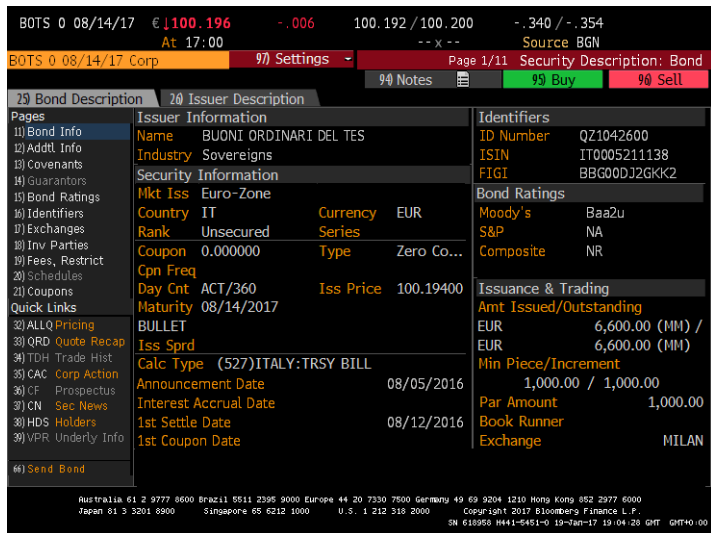 BOTS 0 08/14/17 €↓100.196 -.006 100.192/100.200 -.340/-.354
At 17:00 -- x -- Source BGN
BOTS 0 08/14/17 Corp 97) Settings Page 1/11 Security Description: Bond
94) Notes 95) Buy 96) Sell
25) Bond Description 26) Issuer Description
Pages
11) Bond Info
12) Addtl Info
13) Covenants
14) Guarantors
15) Bond Ratings
16) Identifiers
17) Exchanges
18) Inv Parties
19) Fees, Restrict
20) Schedules
21) Coupons
Quick Links
32) ALLQ Pricing
33) QRD Quote Recap
34) TDH Trade Hist
35) CAC Corp Action
36) CF Prospectus
37) CN Sec News
38) HDS Holders
39) VPR Underly Info
66) Send Bond
Issuer Information
Name BUONI ORDINARI DEL TES
Industry Sovereigns
Security Information
Mkt Iss Euro-Zone
Country IT Currency EUR
Rank Unsecured Series
Coupon 0.000000 Type Zero Co...
Cpn Freq
Day Cnt ACT/360 Iss Price 100.19400
Maturity 08/14/2017
BULLET
Iss Sprd
Calc Type (527)ITALY:TRSY BILL
Announcement Date 08/05/2016
Interest Accrual Date
1st Settle Date 08/12/2016
1st Coupon Date
Identifiers
ID Number QZ1042600
ISIN IT0005211138
FIGI BBG00DJ2GKK2
Bond Ratings
Moody's Baa2u
S&P NA
Composite NR
Issuance & Trading
Amt Issued/Outstanding
EUR 6,600.00 (MM) /
EUR 6,600.00 (MM)
Min Piece/Increment
1,000.00 / 1,000.00
Par Amount 1,000.00
Book Runner
Exchange MILAN
Australia 61 2 9777 8600 Brazil 5511 2395 9000 Europe 44 20 7330 7500 Germany 49 69 9204 1210 Hong Kong 852 2977 6000
Japan 81 3 3201 8900 Singapore 65 6212 1000 U.S. 1 212 318 2000 Copyright 2017 Bloomberg Finance L.P.
SN 618958 H441-5451-0 19-Jan-17 19:04:28 GMT GMT+0:00